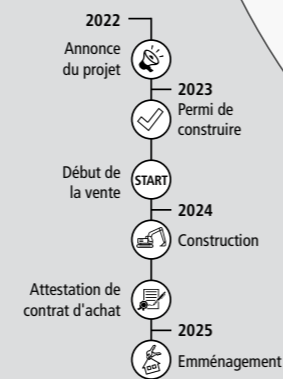 2022
Annonce
du projet
2023
Permi de
construire
Début de
la vente
START
2024
Construction
Attestation de
contrat d'achat
2025
Emménagement